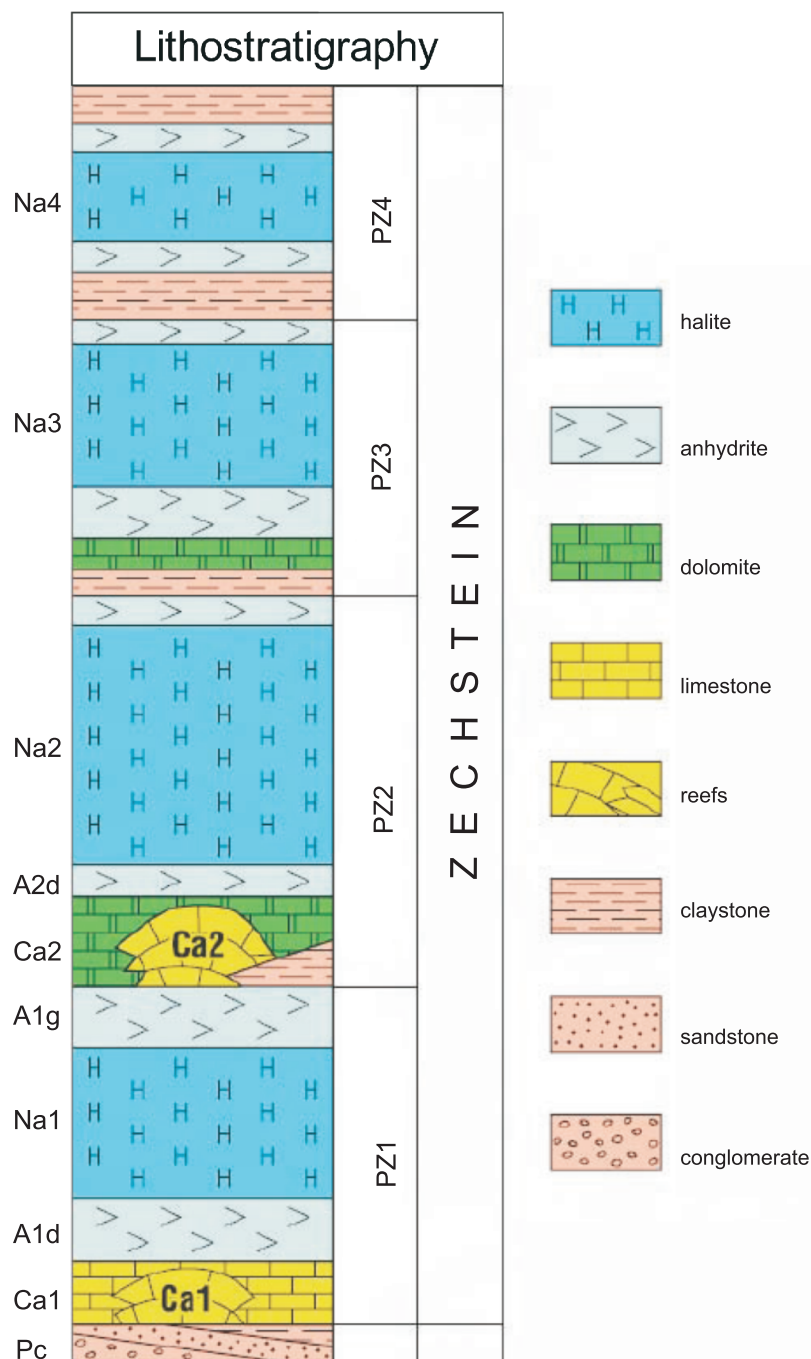 Lithostratigraphy
Na4
PZ4
Na3
PZ3
Na2
A2d
Ca2
Ca2
PZ2
A1g
Na1
A1d
Ca1
Ca1
PZ1
Pc
ZECHSTEIN
H H H H
H H
halite
anhydrite
dolomite
limestone
reefs
claystone
sandstone
conglomerate